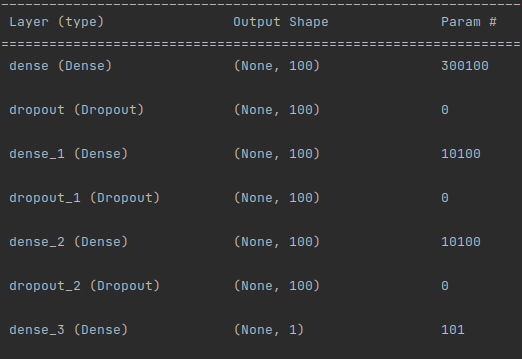 Layer (type) Output Shape Param #
=================================================================
dense (Dense) (None, 100) 300100
dropout (Dropout) (None, 100) 0
dense_1 (Dense) (None, 100) 10100
dropout_1 (Dropout) (None, 100) 0
dense_2 (Dense) (None, 100) 10100
dropout_2 (Dropout) (None, 100) 0
dense_3 (Dense) (None, 1) 101